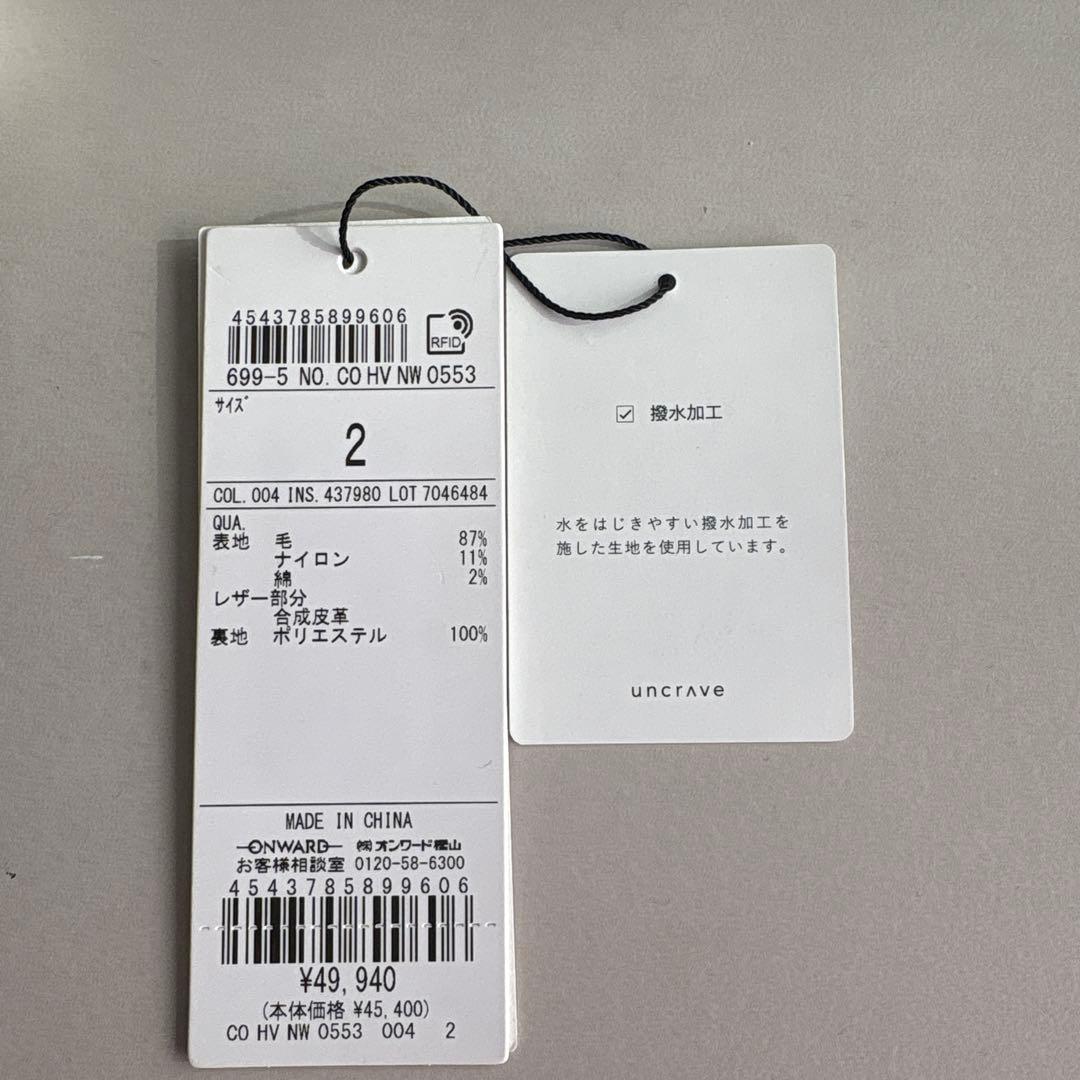 4543785899606
RFID
699-5 NO. CO HV NW 0553
サイズ
2
COL. 004 INS. 437980 LOT 7046484
QUA.
表地 毛 87%
ナイロン 11%
綿 2%
レザー部分
合成皮革
裏地 ポリエステル 100%
MADE IN CHINA
ONWARD ㈱オンワード樫山
お客様相談室 0120-58-6300
4543785899606
¥49,940
(本体価格 ¥45,400)
CO HV NW 0553 004 2
☑ 撥水加工
水をはじきやすい撥水加工を
施した生地を使用しています。
uncrave